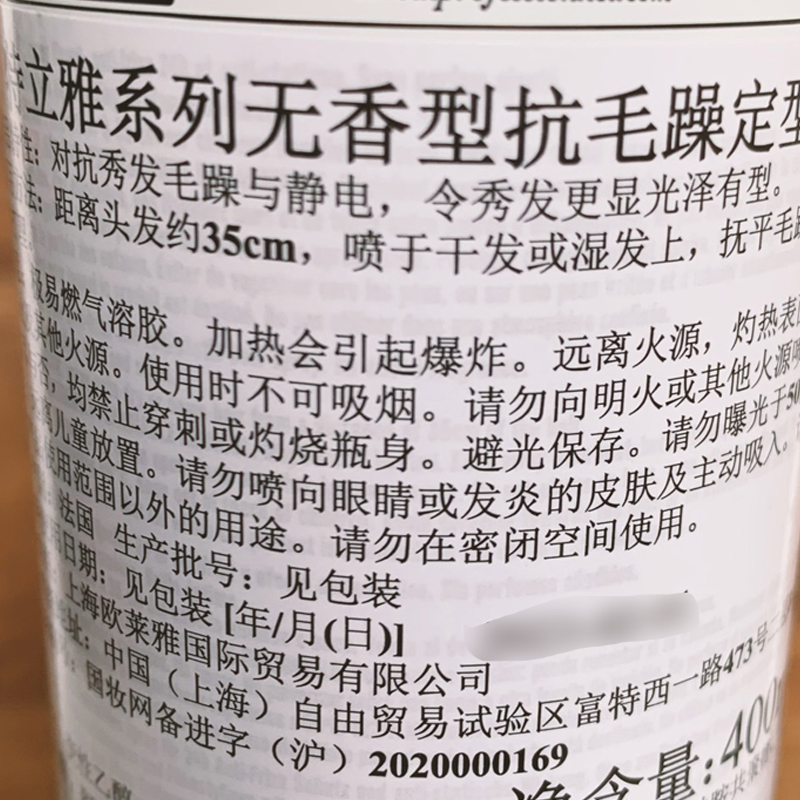 立雅系列无香型抗毛躁定型
性：对抗秀发毛躁与静电，令秀发更显光泽有型。
法：距离头发约35cm，喷于干发或湿发上，抚平毛躁
易燃气溶胶。加热会引起爆炸。远离火源，灼热表
其他火源。使用时不可吸烟。请勿向明火或其他火源喷
否，均禁止穿刺或灼烧瓶身。避光保存。请勿曝光于50
离儿童放置。请勿喷向眼睛或发炎的皮肤及主动吸入。
使用范围以外的用途。请勿在密闭空间使用。
：法国 生产批号：见包装
用日期：见包装 [年/月(日)]
：上海欧莱雅国际贸易有限公司
址：中国（上海）自由贸易试验区富特西一路473号
：国妆网备进字（沪）2020000169
净含量:400